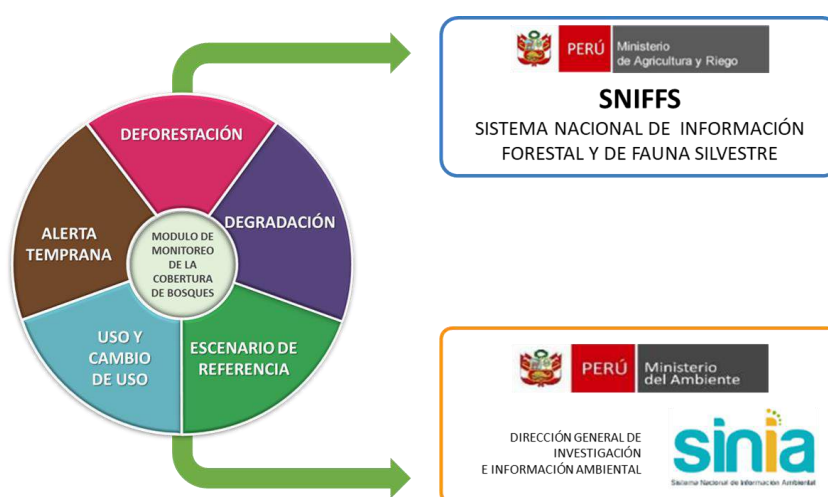 DEFORESTACIÓN
DEGRADACIÓN
ESCENARIO DE
REFERENCIA
USO Y
CAMBIO
DE USO
ALERTA
TEMPRANA
MODULO DE
MONITOREO
DE LA
COBERTURA
DE BOSQUES
PERÚ
Ministerio
de Agricultura y Riego
SNIFFS
SISTEMA NACIONAL DE INFORMACIÓN
FORESTAL Y DE FAUNA SILVESTRE
PERÚ
Ministerio
del Ambiente
DIRECCIÓN GENERAL DE
INVESTIGACIÓN
E INFORMACIÓN AMBIENTAL
sinia
Sistema Nacional de Información Ambiental